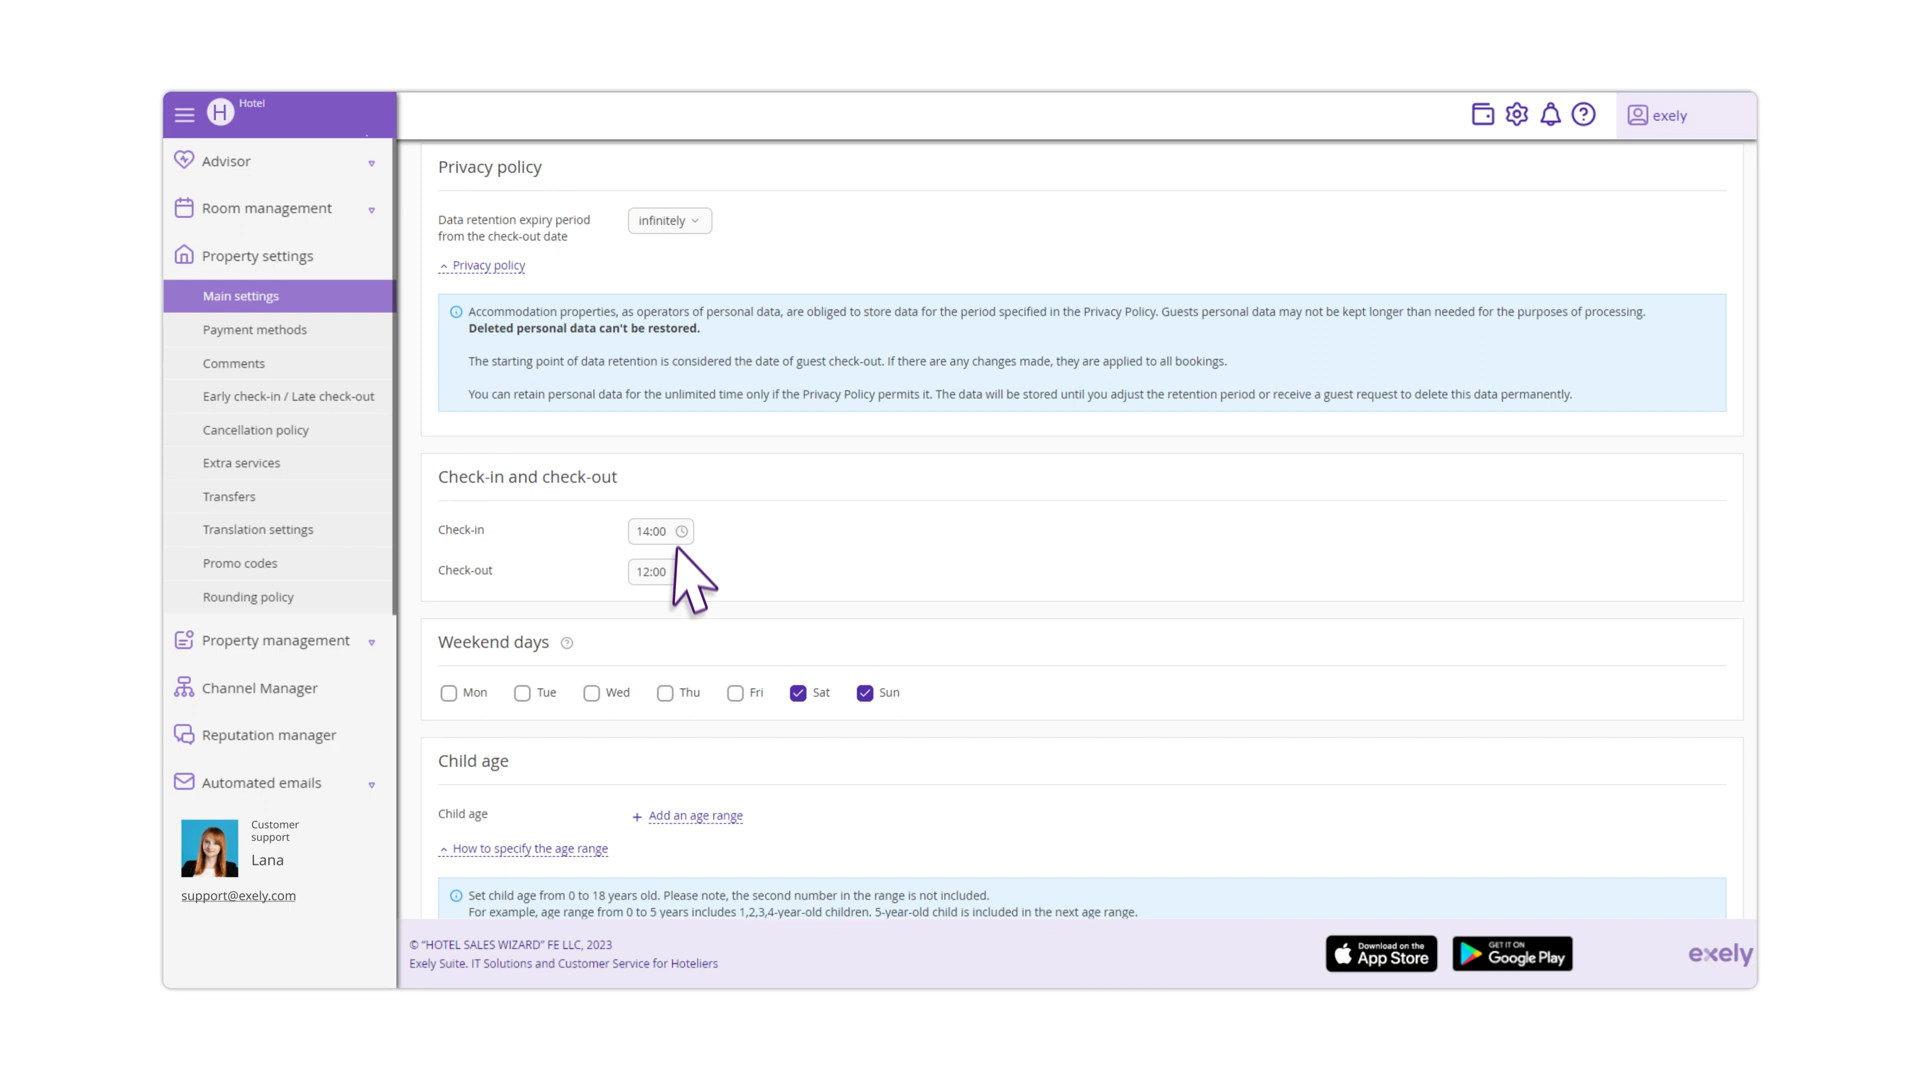 H
Hotel
exely
Advisor
Room management
Property settings
Main settings
Payment methods
Comments
Early check-in / Late check-out
Cancellation policy
Extra services
Transfers
Translation settings
Promo codes
Rounding policy
Property management
Channel Manager
Reputation manager
Automated emails
Customer
support
Lana
support@exely.com
Privacy policy
Data retention expiry period
from the check-out date
infinitely
Privacy policy
Accommodation properties, as operators of personal data, are obliged to store data for the period specified in the Privacy Policy. Guests personal data may not be kept longer than needed for the purposes of processing.
Deleted personal data can't be restored.
The starting point of data retention is considered the date of guest check-out. If there are any changes made, they are applied to all bookings.
You can retain personal data for the unlimited time only if the Privacy Policy permits it. The data will be stored until you adjust the retention period or receive a guest request to delete this data permanently.
Check-in and check-out
Check-in
14:00
Check-out
12:00
Weekend days ?
Mon Tue Wed Thu Fri Sat Sun
Child age
Child age
+ Add an age range
How to specify the age range
Set child age from 0 to 18 years old. Please note, the second number in the range is not included.
For example, age range from 0 to 5 years includes 1,2,3,4-year-old children. 5-year-old child is included in the next age range.
© “HOTEL SALES WIZARD” FE LLC, 2023
Exely Suite. IT Solutions and Customer Service for Hoteliers
Download on the
App Store
GET IT ON
Google Play
exely